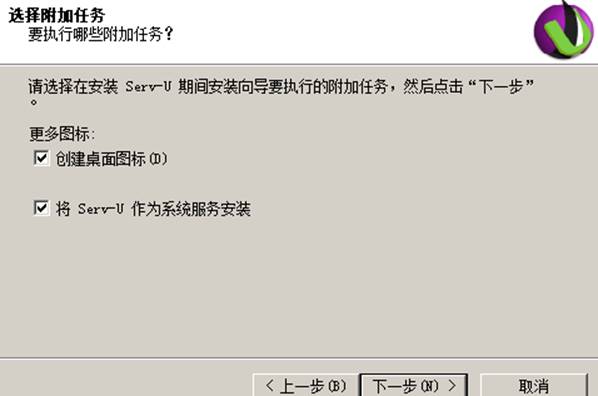 选择附加任务
要执行哪些附加任务？
请选择在安装 Serv-U 期间安装向导要执行的附加任务，然后点击“下一步”
。
更多图标:
创建桌面图标(D)
将 Serv-U 作为系统服务安装
< 上一步(B) 下一步(N) > 取消